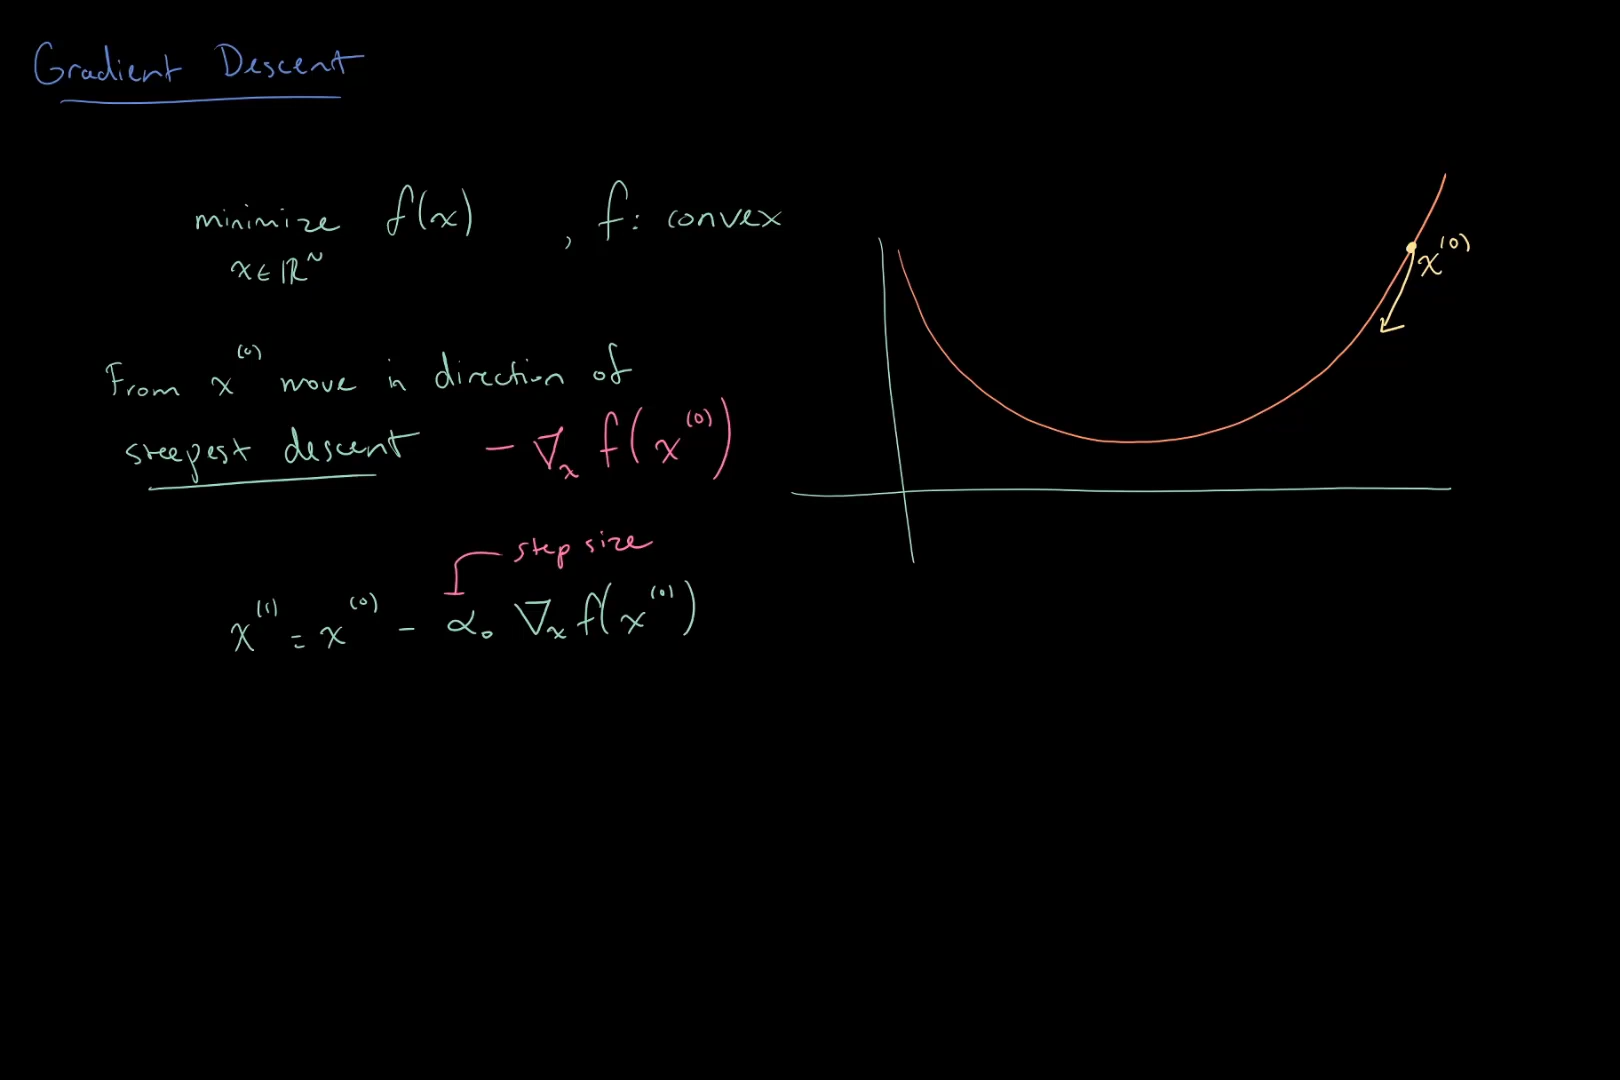 Gradient Descent
minimize f(x) , f: convex
x ∈ ℝᴺ
From x⁽⁰⁾ move in direction of
steepest descent − ∇ₓ f(x⁽⁰⁾)
step size
x⁽¹⁾ = x⁽⁰⁾ − α₀ ∇ₓ f(x⁽⁰⁾)
x⁽⁰⁾